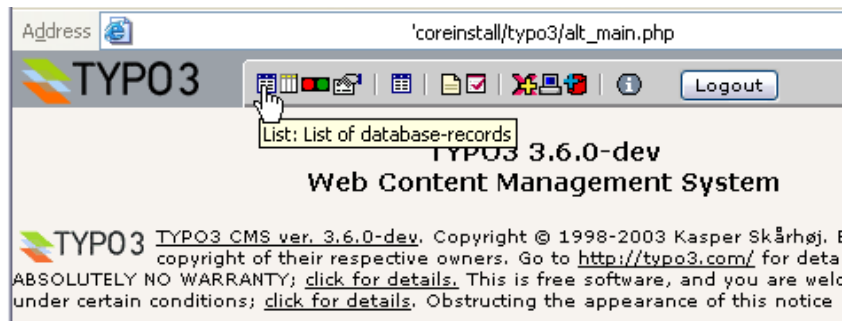 Address 'coreinstall/typo3/alt_main.php
TYPO3 Logout
List: List of database-records
TYPO3 3.6.0-dev
Web Content Management System
TYPO3 TYPO3 CMS ver. 3.6.0-dev. Copyright © 1998-2003 Kasper Skårhøj.
copyright of their respective owners. Go to http://typo3.com/ for
ABSOLUTELY NO WARRANTY; click for details. This is free software, and you are
under certain conditions; click for details. Obstructing the appearance of this notice